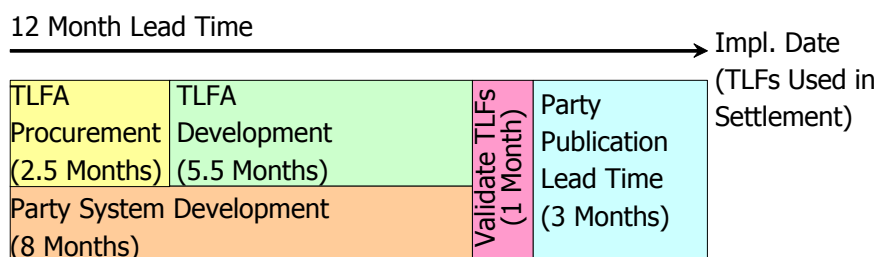 12 Month Lead Time
Impl. Date
(TLFs Used in
Settlement)
TLFA
Procurement
(2.5 Months)
TLFA
Development
(5.5 Months)
Party System Development
(8 Months)
Validate TLFs
(1 Month)
Party
Publication
Lead Time
(3 Months)